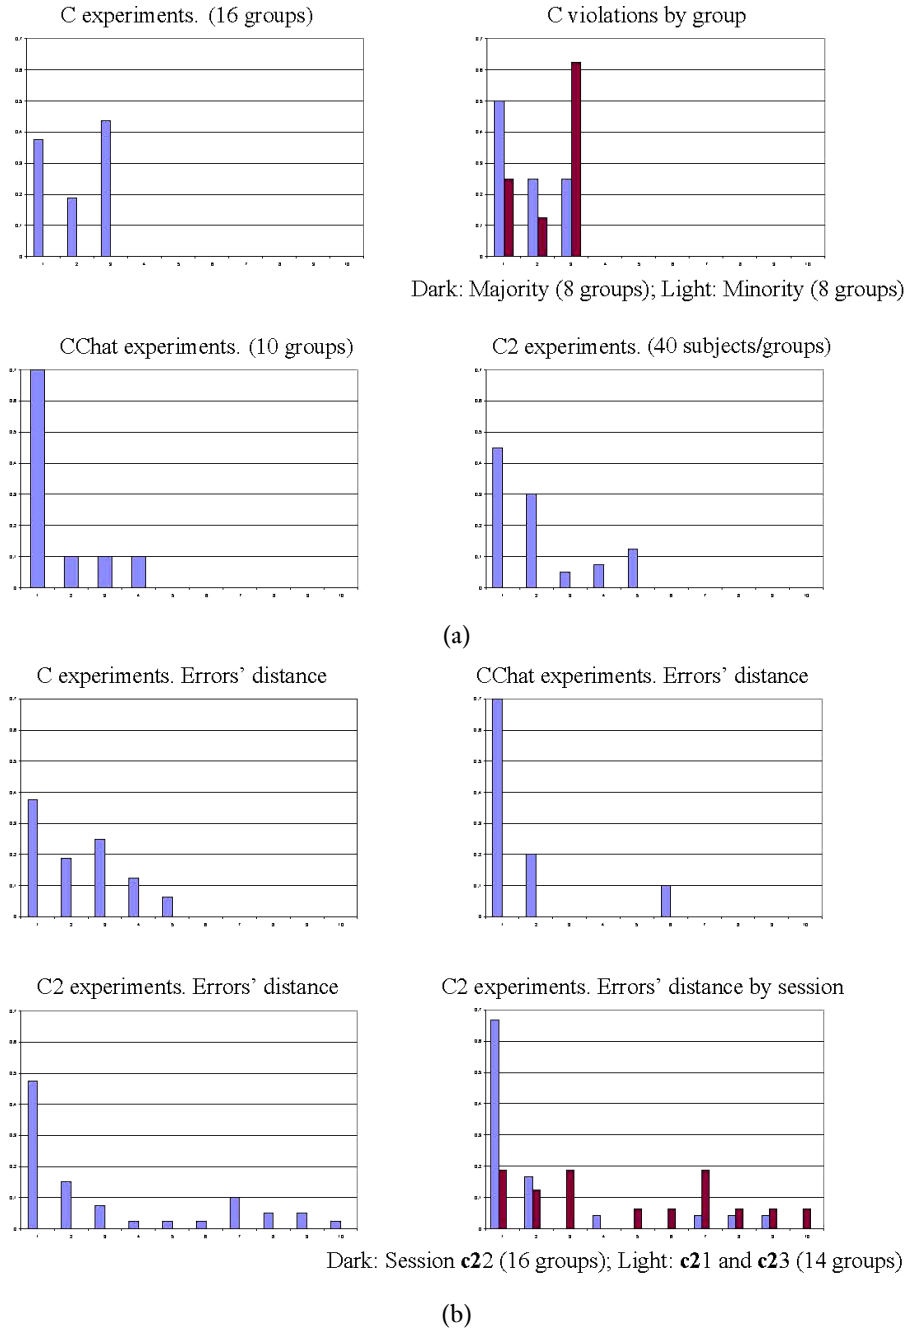 C experiments. (16 groups)
C violations by group
Dark: Majority (8 groups); Light: Minority (8 groups)
CChat experiments. (10 groups)
C2 experiments. (40 subjects/groups)
(a)
C experiments. Errors’ distance
CChat experiments. Errors’ distance
C2 experiments. Errors’ distance
C2 experiments. Errors’ distance by session
Dark: Session c22 (16 groups); Light: c21 and c23 (14 groups)
(b)